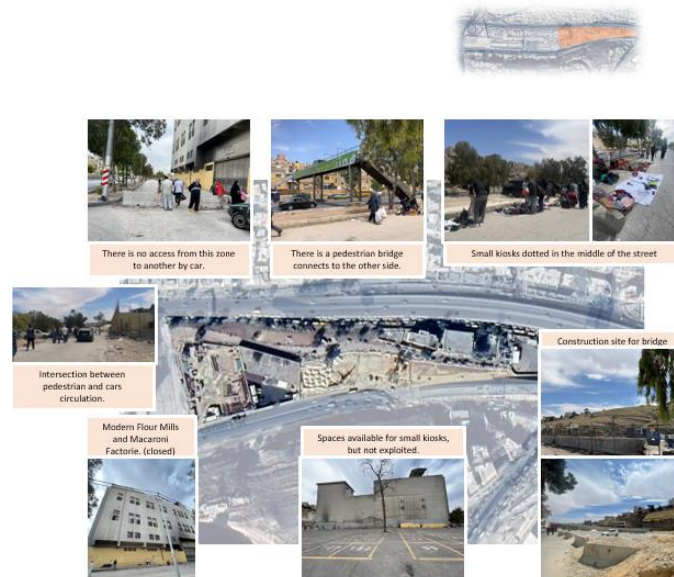 There is no access from this zone
to another by car.
There is a pedestrian bridge
connects to the other side.
Small kiosks dotted in the middle of the street
Intersection between
pedestrian and cars
circulation.
Construction site for bridge
Modern Flour Mills
and Macaroni
Factorie. (closed)
Spaces available for small kiosks,
but not exploited.